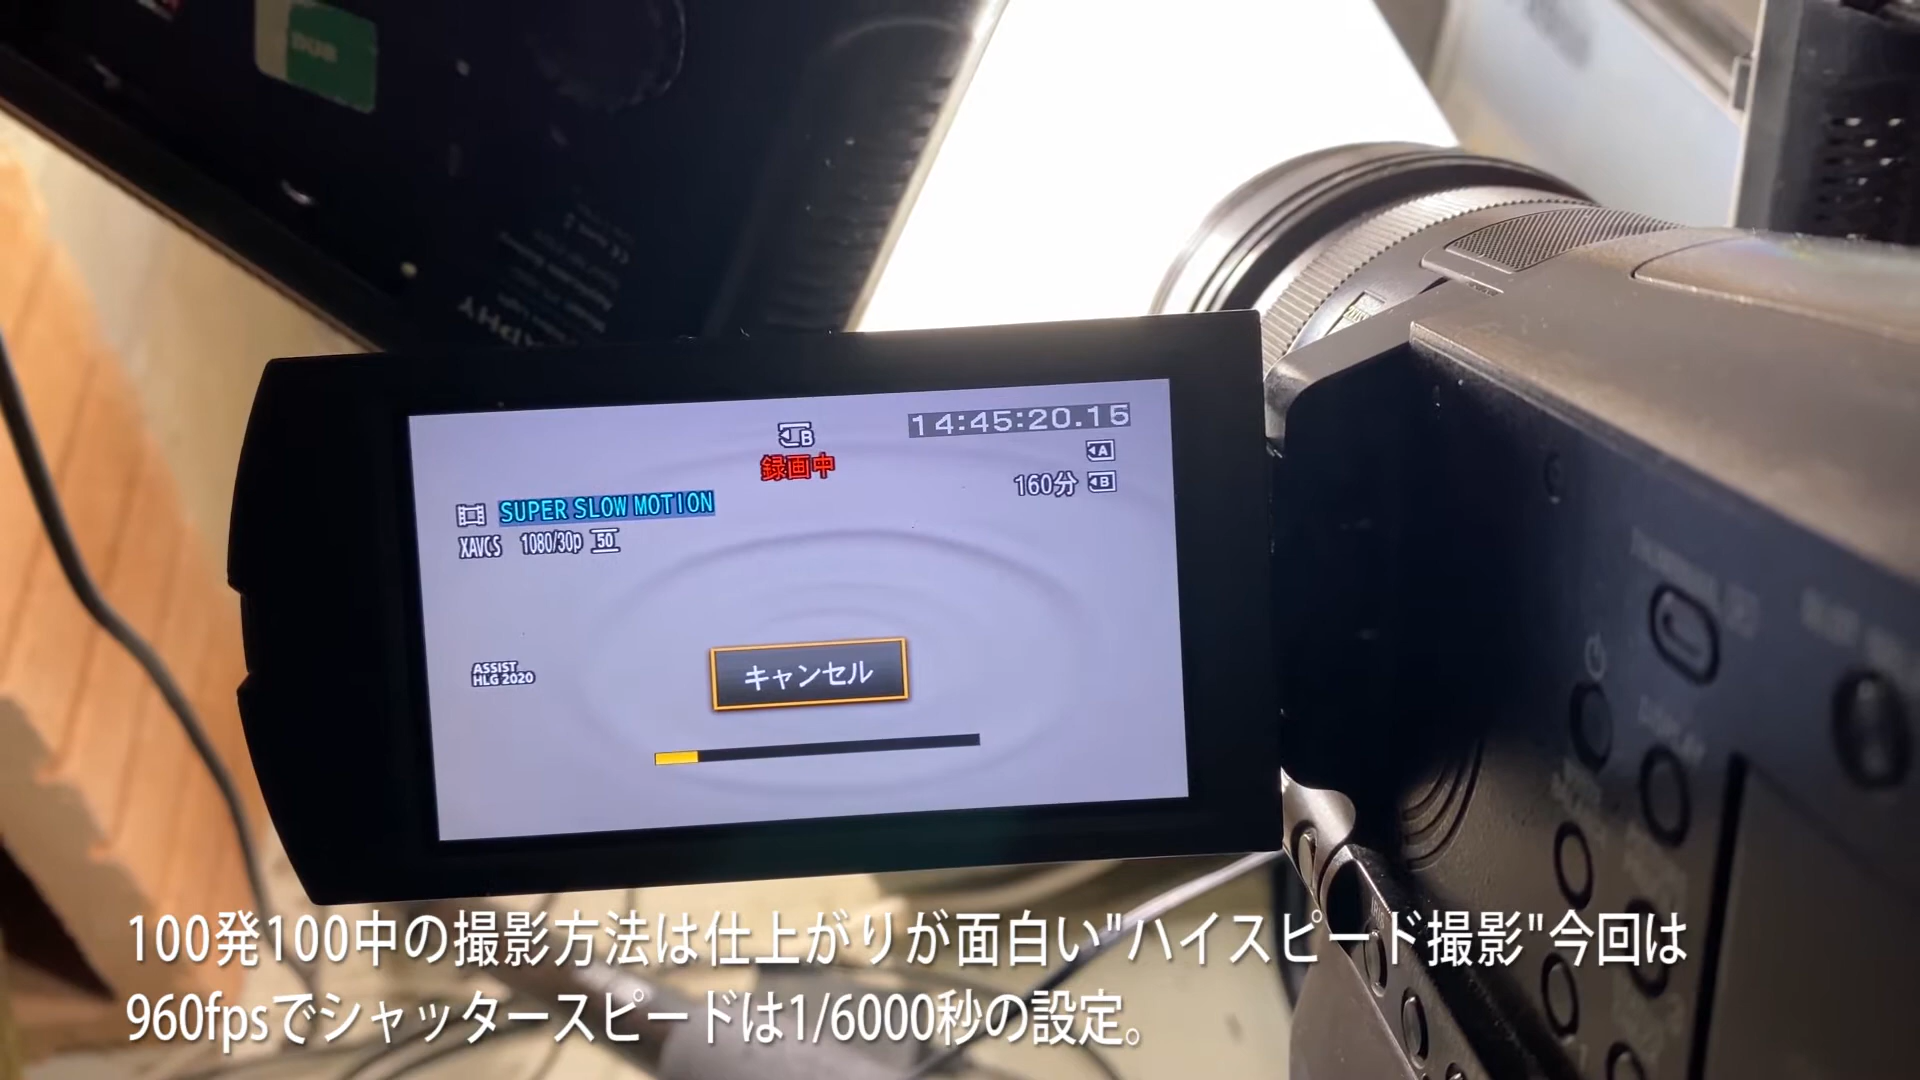 14:45:20.15
B
録画中
A
160分 B
SUPER SLOW MOTION
XAVC S 1080/30p 50
ASSIST
HLG 2020
キャンセル
100発100中の撮影方法は仕上がりが面白い"ハイスピード撮影"今回は
960fpsでシャッタースピードは1/6000秒の設定。